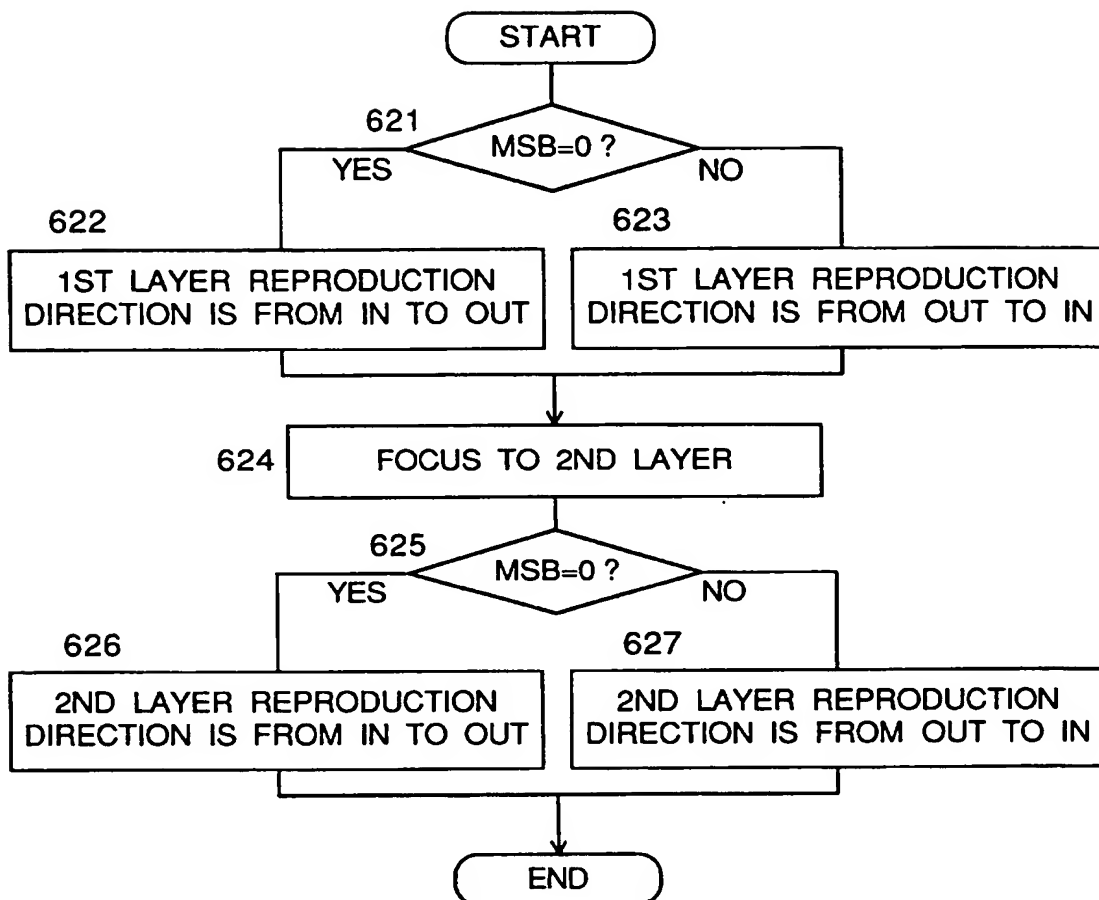 START
621
MSB=0 ?
YES
NO
622
623
1ST LAYER REPRODUCTION
DIRECTION IS FROM IN TO OUT
1ST LAYER REPRODUCTION
DIRECTION IS FROM OUT TO IN
624
FOCUS TO 2ND LAYER
625
MSB=0 ?
YES
NO
626
627
2ND LAYER REPRODUCTION
DIRECTION IS FROM IN TO OUT
2ND LAYER REPRODUCTION
DIRECTION IS FROM OUT TO IN
END